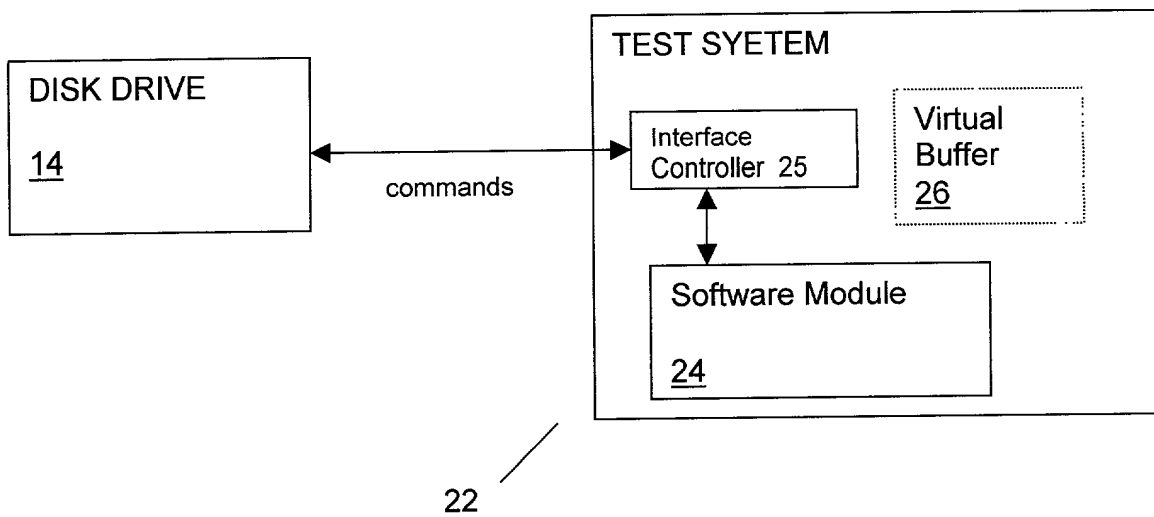 DISK DRIVE
14
commands
TEST SYETEM
Interface
Controller 25
Virtual
Buffer
26
Software Module
24
22